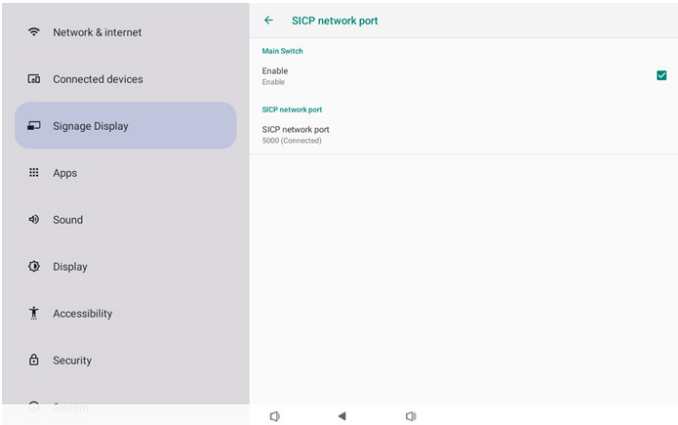 Network & internet
Connected devices
Signage Display
Apps
Sound
Display
Accessibility
Security
System
SICP network port
Main Switch
Enable
Enable
SICP network port
SICP network port
5000 (Connected)